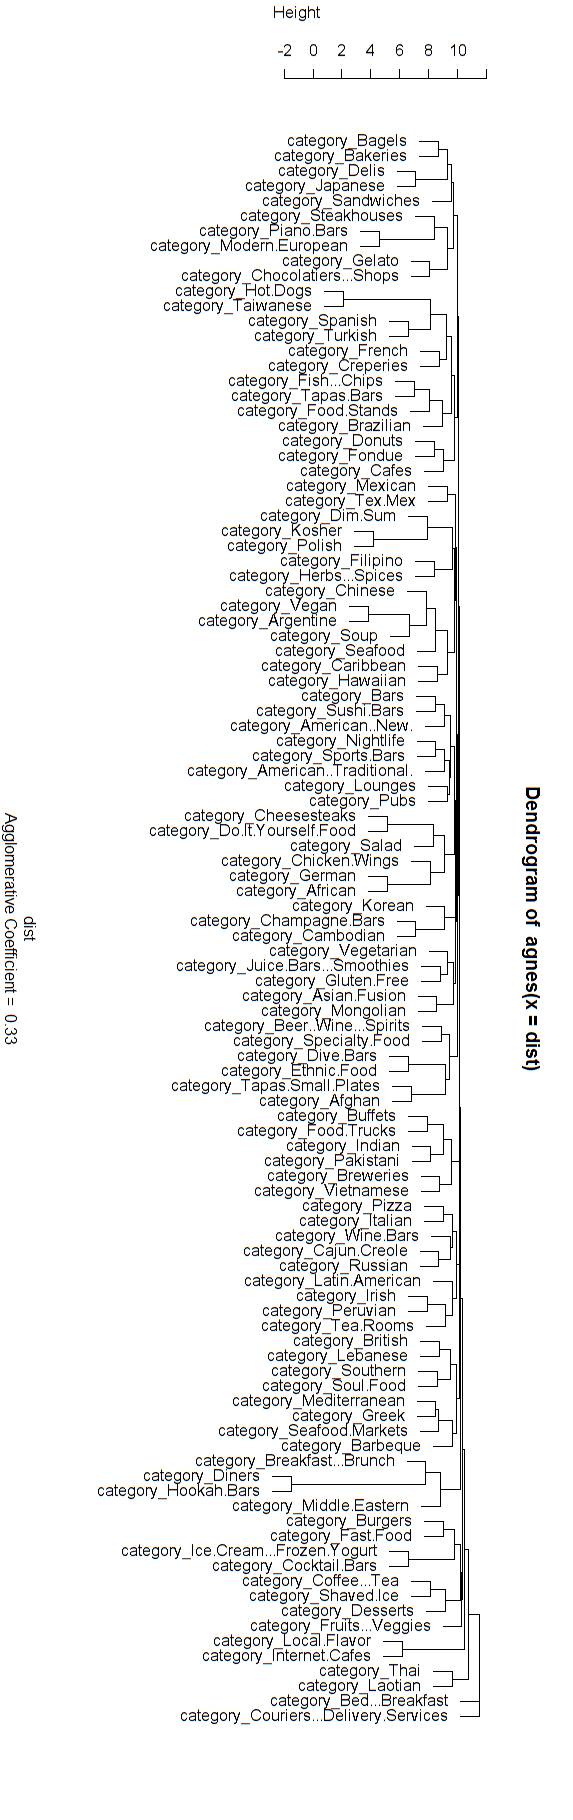 Height
-2 0 2 4 6 8 10
category_Bagels
category_Bakeries
category_Delis
category_Japanese
category_Sandwiches
category_Steakhouses
category_Piano.Bars
category_Modern.European
category_Gelato
category_Chocolatiers...Shops
category_Hot.Dogs
category_Taiwanese
category_Spanish
category_Turkish
category_French
category_Creperies
category_Fish...Chips
category_Tapas.Bars
category_Food.Stands
category_Brazilian
category_Donuts
category_Fondue
category_Cafes
category_Mexican
category_Tex.Mex
category_Dim.Sum
category_Kosher
category_Polish
category_Filipino
category_Herbs...Spices
category_Chinese
category_Vegan
category_Argentine
category_Soup
category_Seafood
category_Caribbean
category_Hawaiian
category_Bars
category_Sushi.Bars
category_American..New.
category_Nightlife
category_Sports.Bars
category_American..Traditional.
category_Lounges
category_Pubs
category_Cheesesteaks
category_Do.It.Yourself.Food
category_Salad
category_Chicken.Wings
category_German
category_African
category_Korean
category_Champagne.Bars
category_Cambodian
category_Vegetarian
category_Juice.Bars...Smoothies
category_Gluten.Free
category_Asian.Fusion
category_Mongolian
category_Beer..Wine...Spirits
category_Specialty.Food
category_Dive.Bars
category_Ethnic.Food
category_Tapas.Small.Plates
category_Afghan
category_Buffets
category_Food.Trucks
category_Indian
category_Pakistani
category_Breweries
category_Vietnamese
category_Pizza
category_Italian
category_Wine.Bars
category_Cajun.Creole
category_Russian
category_Latin.American
category_Irish
category_Peruvian
category_Tea.Rooms
category_British
category_Lebanese
category_Southern
category_Soul.Food
category_Mediterranean
category_Greek
category_Seafood.Markets
category_Barbeque
category_Breakfast...Brunch
category_Diners
category_Hookah.Bars
category_Middle.Eastern
category_Burgers
category_Fast.Food
category_Ice.Cream...Frozen.Yogurt
category_Cocktail.Bars
category_Coffee...Tea
category_Shaved.Ice
category_Desserts
category_Fruits...Veggies
category_Local.Flavor
category_Internet.Cafes
category_Thai
category_Laotian
category_Bed...Breakfast
category_Couriers...Delivery.Services
Dendrogram of agnes(x = dist)
dist
Agglomerative Coefficient = 0.33